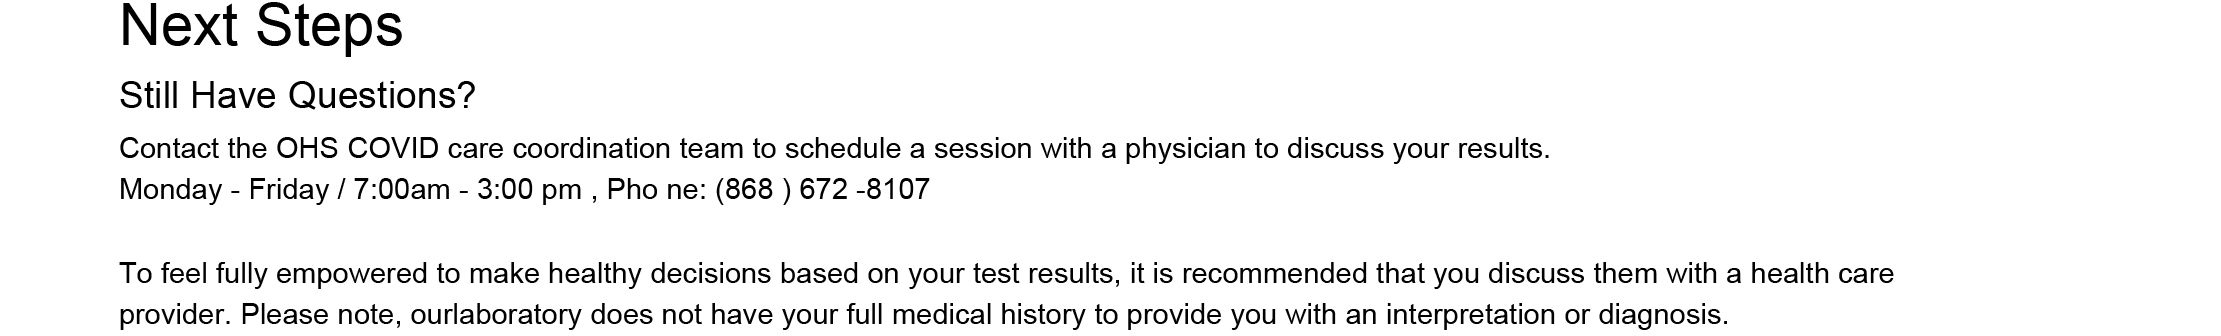 Next Steps
Still Have Questions?
Contact the OHS COVID care coordination team to schedule a session with a physician to discuss your results.
Monday - Friday / 7:00am - 3:00 pm , Pho ne: (868 ) 672 -8107
To feel fully empowered to make healthy decisions based on your test results, it is recommended that you discuss them with a health care
provider. Please note, ourlaboratory does not have your full medical history to provide you with an interpretation or diagnosis.